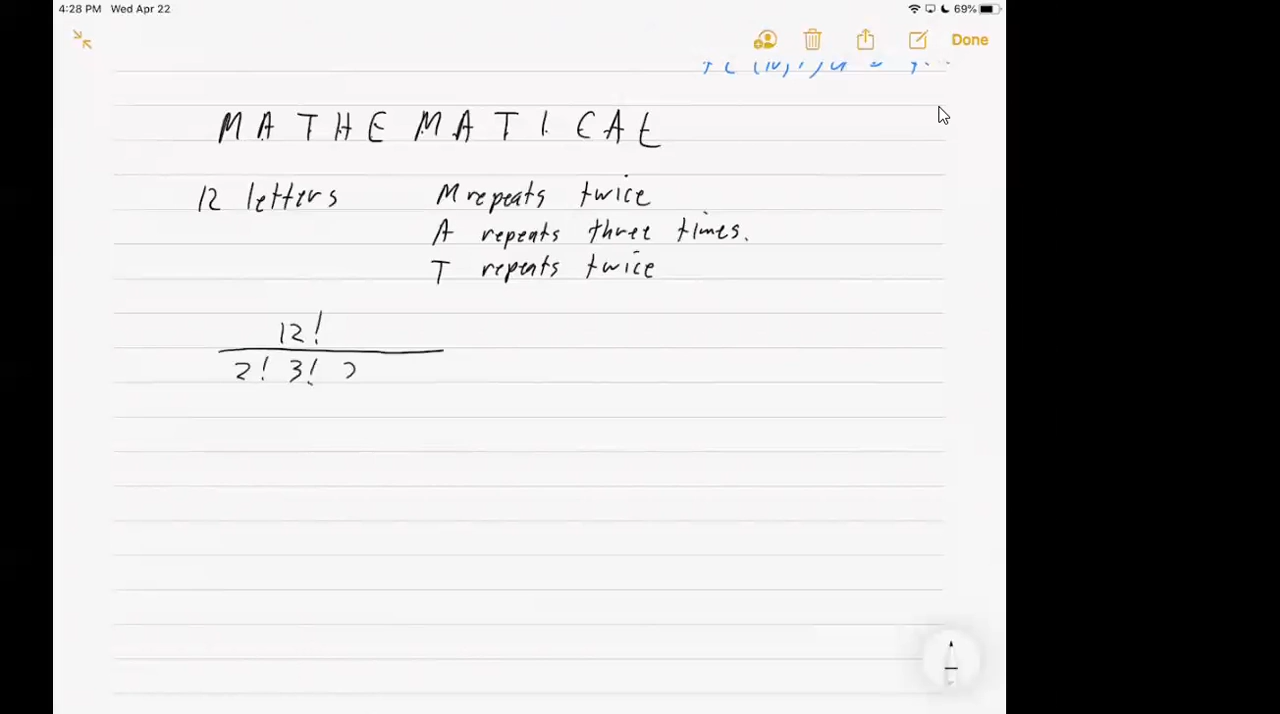 4:28 PM Wed Apr 22 69%
Done
M A T H E M A T I C A L
12 letters M repeats twice
A repeats three times.
T repeats twice
12!
2! 3! 2